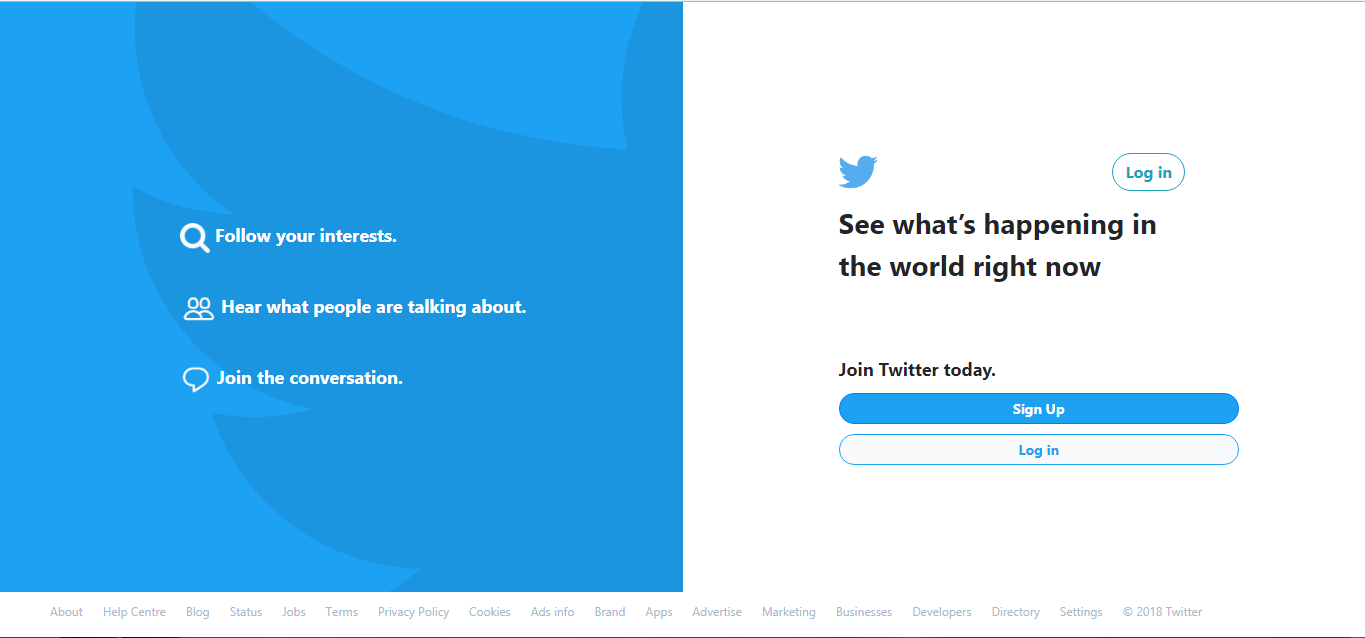 Follow your interests.
Hear what people are talking about.
Join the conversation.
Log in
See what’s happening in
the world right now
Join Twitter today.
Sign Up
Log in
About Help Centre Blog Status Jobs Terms Privacy Policy Cookies Ads info Brand Apps Advertise Marketing Businesses Developers Directory Settings © 2018 Twitter